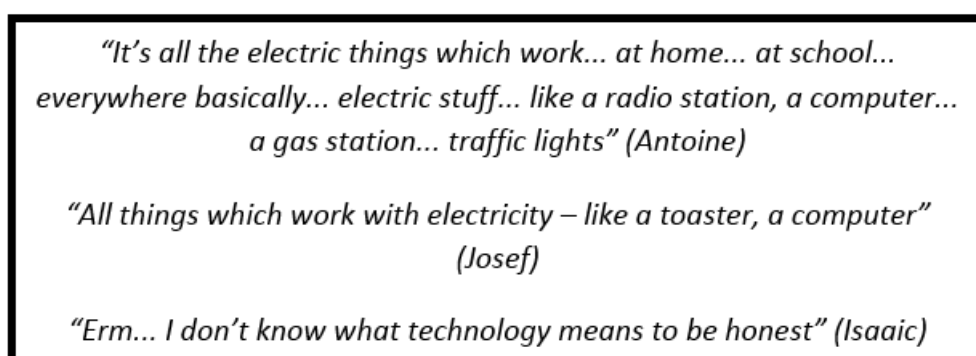 “It’s all the electric things which work... at home... at school...
everywhere basically... electric stuff... like a radio station, a computer...
a gas station... traffic lights” (Antoine)
“All things which work with electricity – like a toaster, a computer”
(Josef)
“Erm... I don’t know what technology means to be honest” (Isaaic)